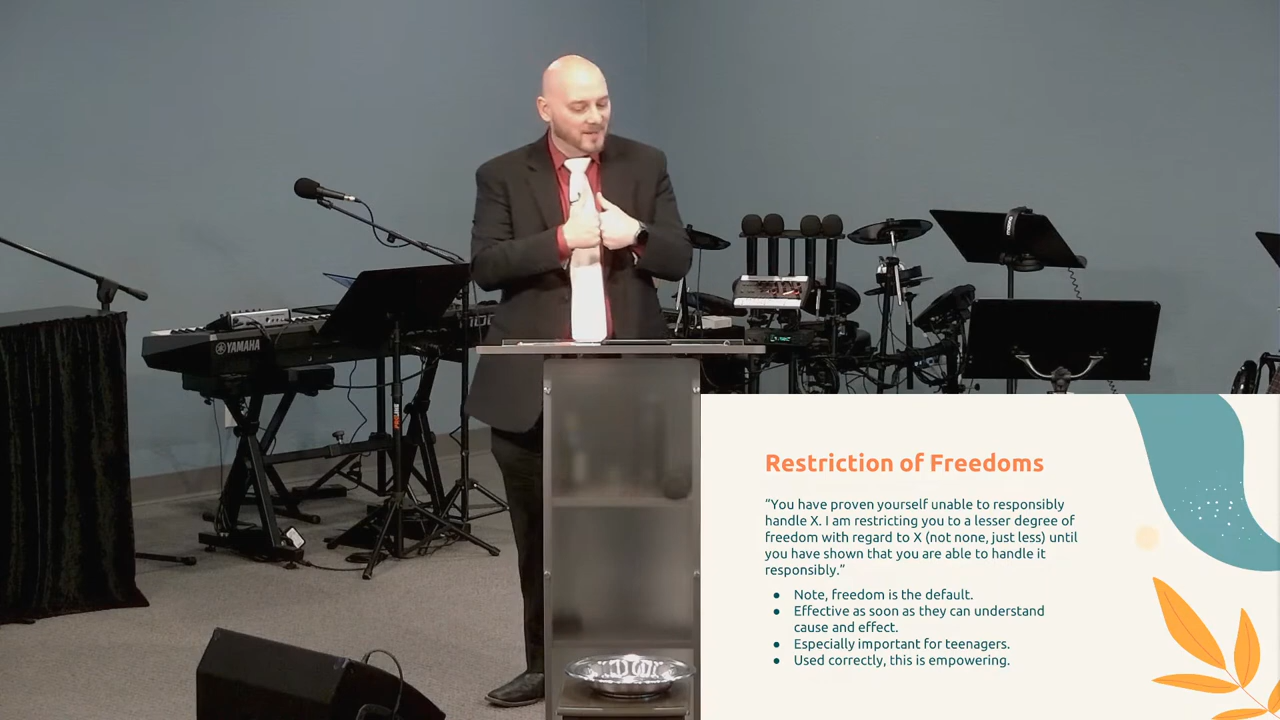 YAMAHA
PROLINE
Restriction of Freedoms
“You have proven yourself unable to responsibly
handle X. I am restricting you to a lesser degree of
freedom with regard to X (not none, just less) until
you have shown that you are able to handle it
responsibly.”
● Note, freedom is the default.
● Effective as soon as they can understand
cause and effect.
● Especially important for teenagers.
● Used correctly, this is empowering.